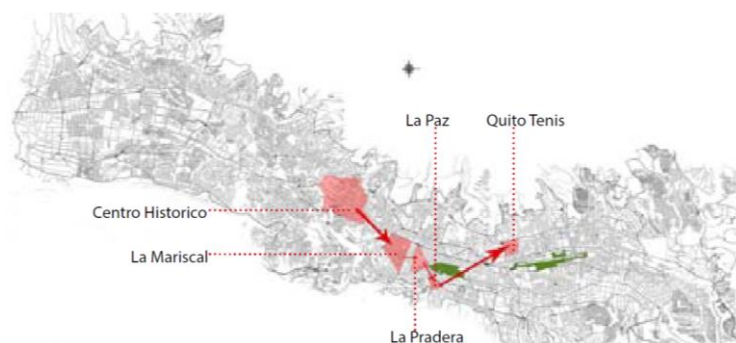 La Paz
Quito Tenis
Centro Historico
La Mariscal
La Pradera